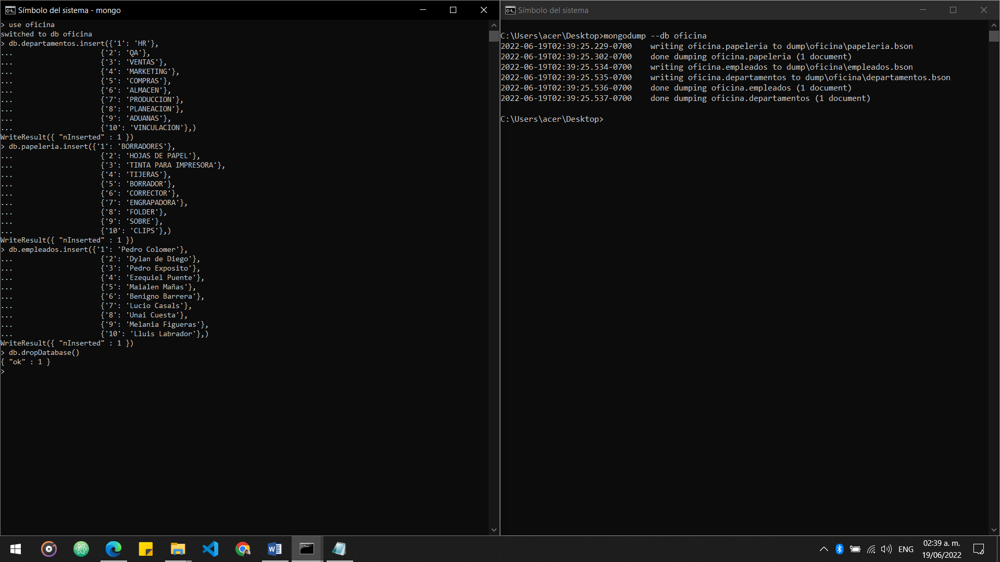 Símbolo del sistema - mongo
> use oficina
switched to db oficina
> db.departamentos.insert({'1': 'HR'},
... {'2': 'QA'},
... {'3': 'VENTAS'},
... {'4': 'MARKETING'},
... {'5': 'COMPRAS'},
... {'6': 'ALMACEN'},
... {'7': 'PRODUCCION'},
... {'8': 'PLANEACION'},
... {'9': 'ADUANAS'},
... {'10': 'VINCULACION'},)
WriteResult({ "nInserted" : 1 })
> db.papeleria.insert({'1': 'BORRADORES'},
... {'2': 'HOJAS DE PAPEL'},
... {'3': 'TINTA PARA IMPRESORA'},
... {'4': 'TIJERAS'},
... {'5': 'BORRADOR'},
... {'6': 'CORRECTOR'},
... {'7': 'ENGRAPADORA'},
... {'8': 'FOLDER'},
... {'9': 'SOBRE'},
... {'10': 'CLIPS'},)
WriteResult({ "nInserted" : 1 })
> db.empleados.insert({'1': 'Pedro Colomer'},
... {'2': 'Dylan de Diego'},
... {'3': 'Pedro Exposito'},
... {'4': 'Ezequiel Puente'},
... {'5': 'Maialen Mañas'},
... {'6': 'Benigno Barrera'},
... {'7': 'Lucio Casals'},
... {'8': 'Unai Cuesta'},
... {'9': 'Melania Figueras'},
... {'10': 'Lluis Labrador'},)
WriteResult({ "nInserted" : 1 })
> db.dropDatabase()
{ "ok" : 1 }
>
Símbolo del sistema
C:\Users\acer\Desktop>mongodump --db oficina
2022-06-19T02:39:25.229-0700 writing oficina.papeleria to dump\oficina\papeleria.bson
2022-06-19T02:39:25.302-0700 done dumping oficina.papeleria (1 document)
2022-06-19T02:39:25.534-0700 writing oficina.empleados to dump\oficina\empleados.bson
2022-06-19T02:39:25.535-0700 writing oficina.departamentos to dump\oficina\departamentos.bson
2022-06-19T02:39:25.536-0700 done dumping oficina.empleados (1 document)
2022-06-19T02:39:25.537-0700 done dumping oficina.departamentos (1 document)
C:\Users\acer\Desktop>
ENG
02:39 a. m.
19/06/2022